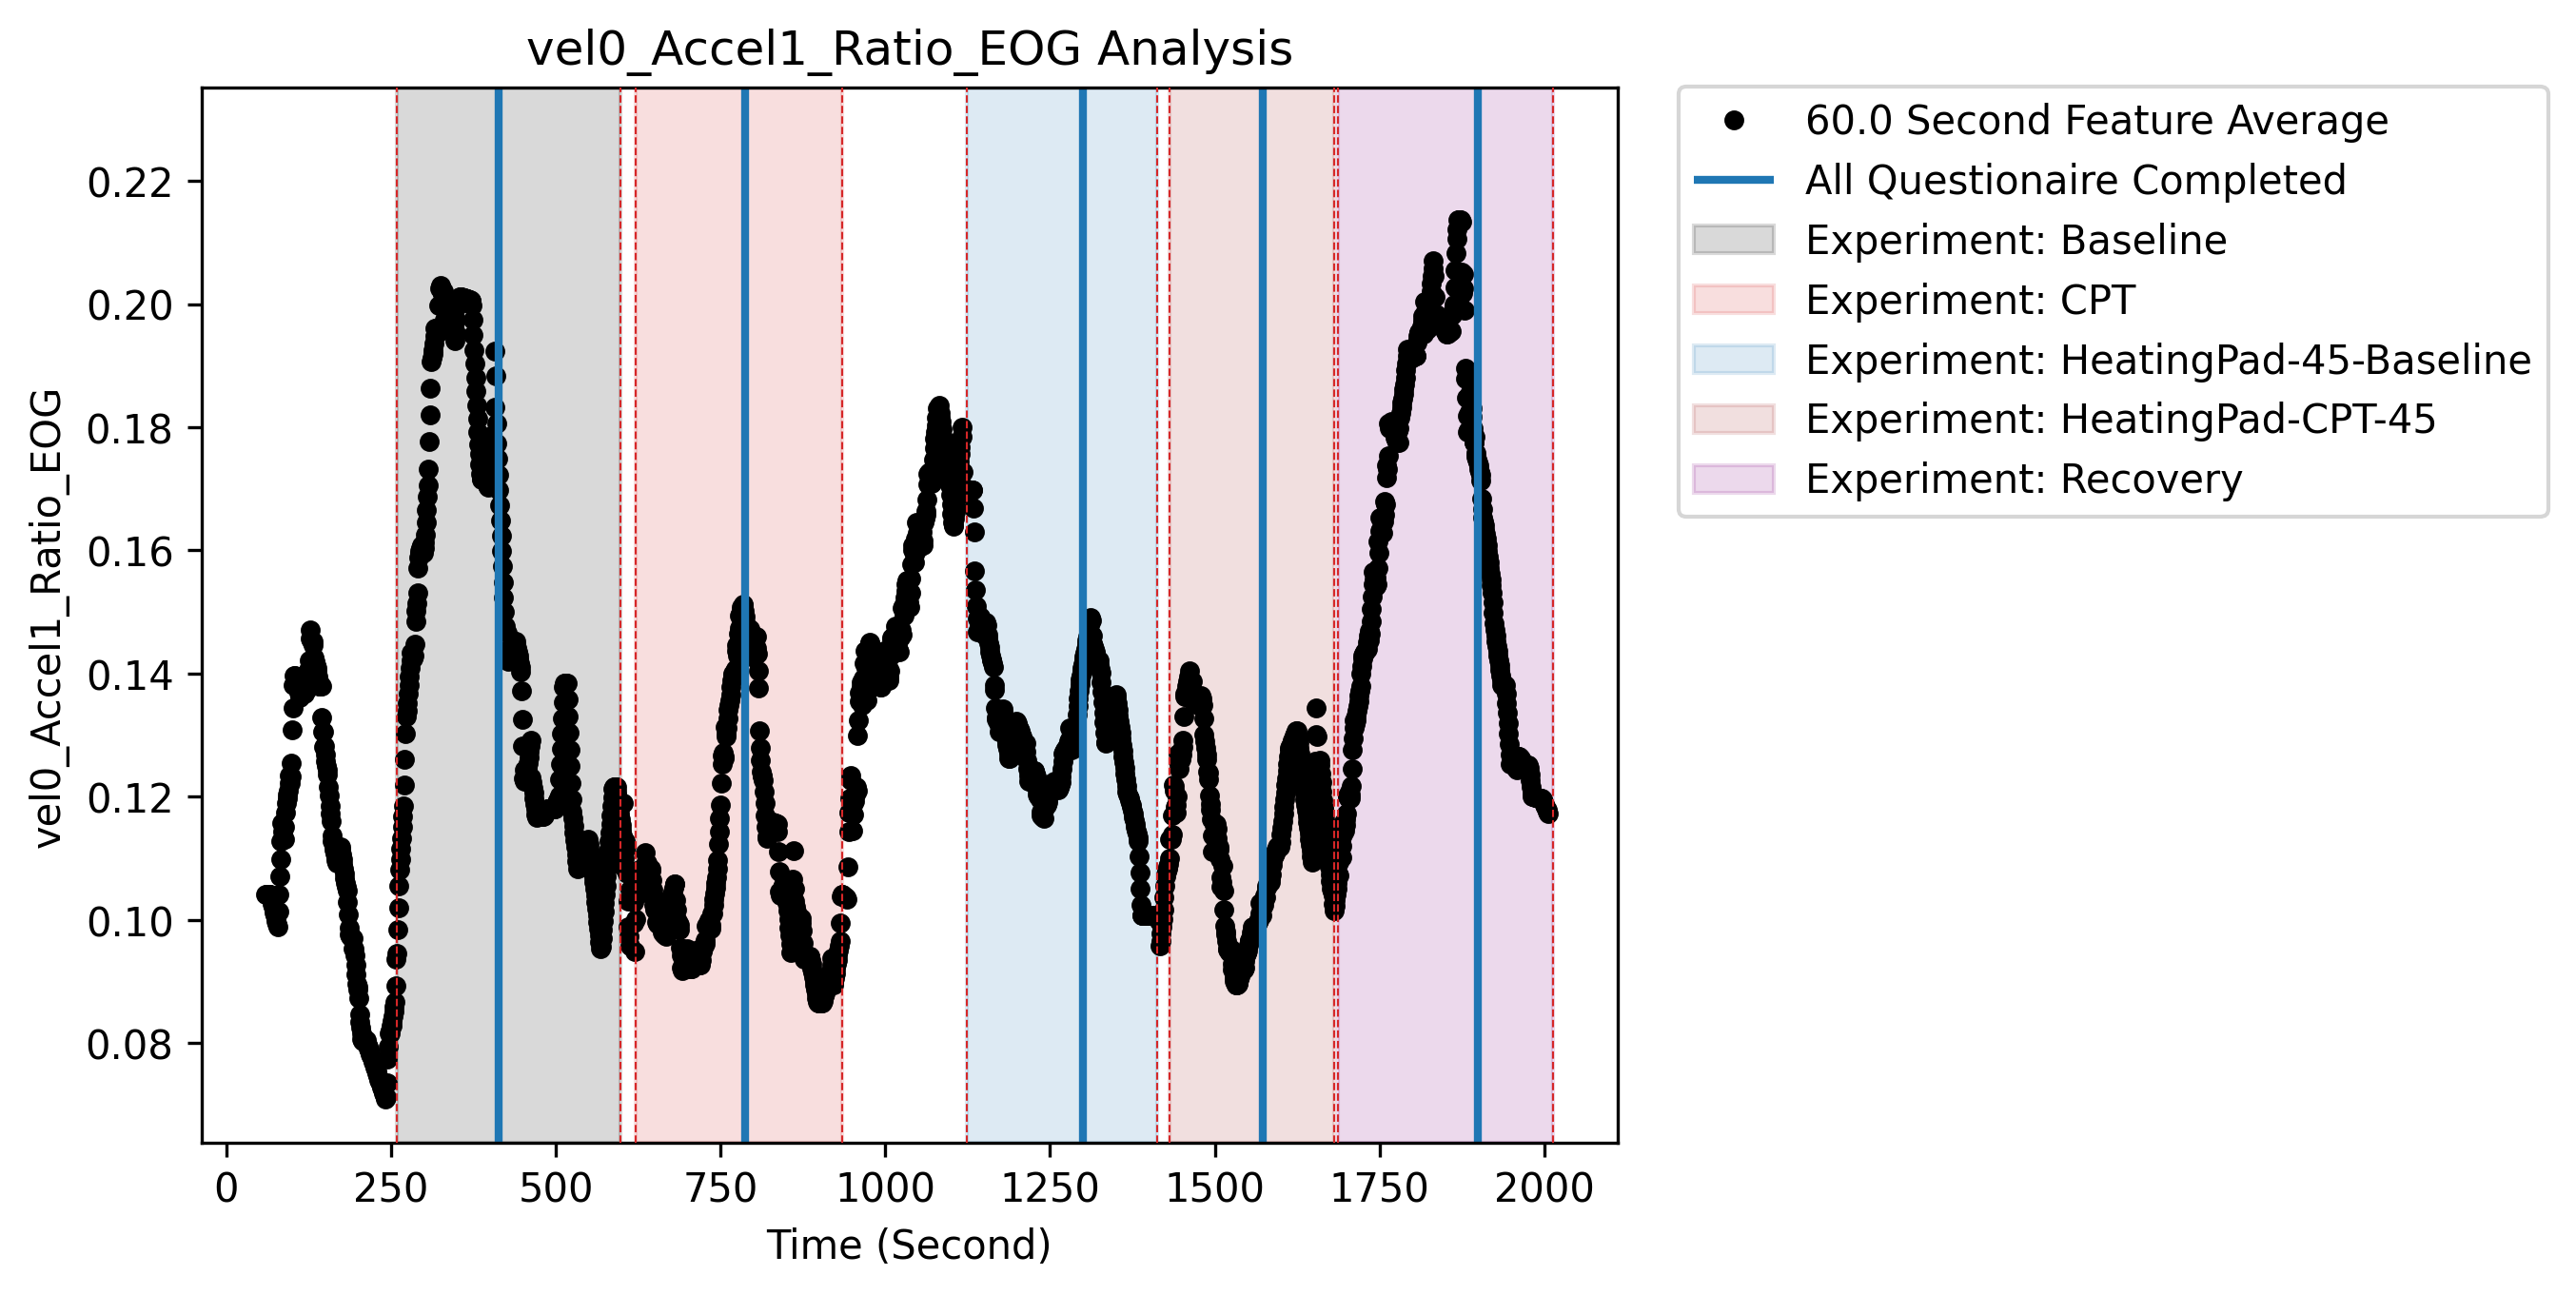 vel0_Accel1_Ratio_EOG Analysis
vel0_Accel1_Ratio_EOG
0.22
0.20
0.18
0.16
0.14
0.12
0.10
0.08
0 250 500 750 1000 1250 1500 1750 2000
Time (Second)
60.0 Second Feature Average
All Questionaire Completed
Experiment: Baseline
Experiment: CPT
Experiment: HeatingPad-45-Baseline
Experiment: HeatingPad-CPT-45
Experiment: Recovery